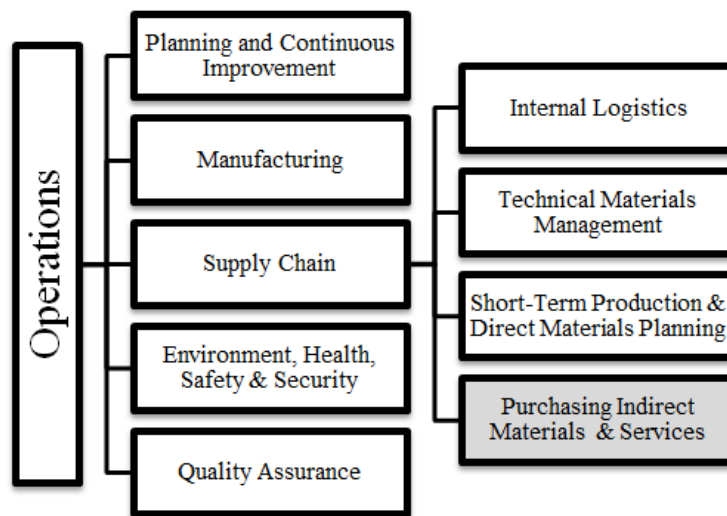 Operations
Planning and Continuous
Improvement
Manufacturing
Supply Chain
Environment, Health,
Safety & Security
Quality Assurance
Internal Logistics
Technical Materials
Management
Short-Term Production &
Direct Materials Planning
Purchasing Indirect
Materials & Services